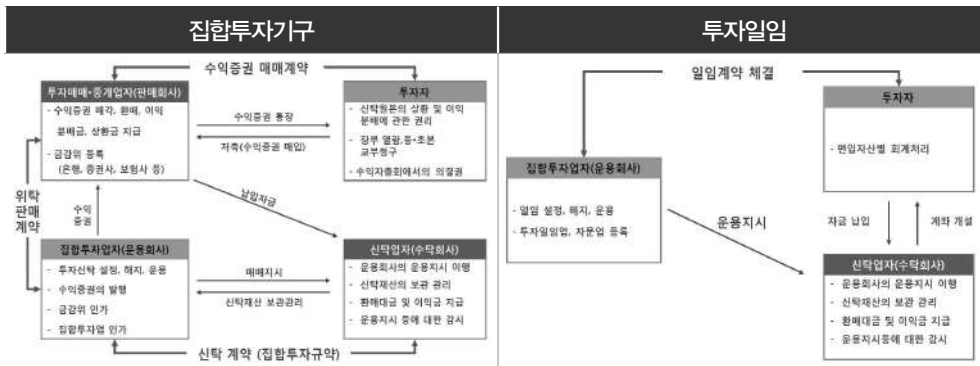 집합투자기구
수익증권 매매계약
투자매매•중개업자(판매회사)
- 수익증권 매각, 환매, 이익
분배금, 상환금 지급
- 금감위 등록
(은행, 증권사, 보험사 등)
수익증권 통장
저축(수익증권 매입)
투자자
- 신탁원본의 상환 및 이익
분배에 관한 권리
- 장부 열람,등•초본
교부청구
- 수익자총회에서의 의결권
위탁
판매
계약
수익
증권
납입자금
집합투자업자(운용회사)
- 투자신탁 설정, 해지, 운용
- 수익증권의 발행
- 금감위 인가
- 집합투자업 인가
매매지시
신탁재산 보관관리
신탁업자(수탁회사)
- 운용회사의 운용지시 이행
- 신탁재산의 보관 관리
- 환매대금 및 이익금 지급
- 운용지시 등에 대한 감시
신탁 계약 (집합투자규약)
투자일임
일임계약 체결
투자자
- 편입자산별 회계처리
집합투자업자(운용회사)
- 일임 설정, 해지, 운용
- 투자일임업, 자문업 등록
운용지시
자금 납입
계좌 개설
신탁업자(수탁회사)
- 운용회사의 운용지시 이행
- 신탁재산의 보관 관리
- 환매대금 및 이익금 지급
- 운용지시등에 대한 감시